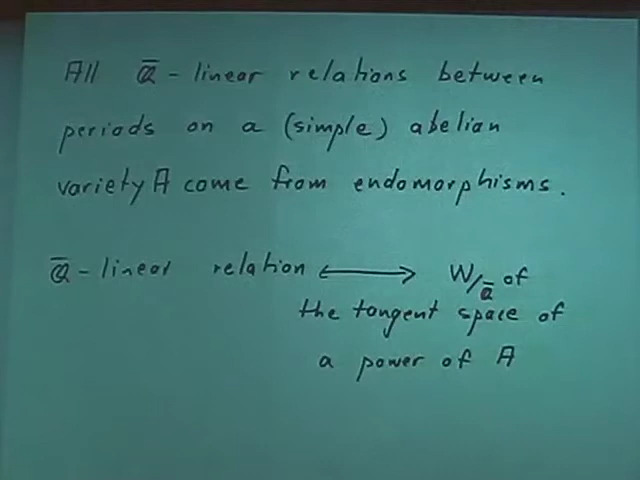 All Q̅ - linear relations between
periods on a (simple) abelian
variety A come from endomorphisms.
Q̅ - linear relation ⟷ W/Q̅ of
the tangent space of
a power of A